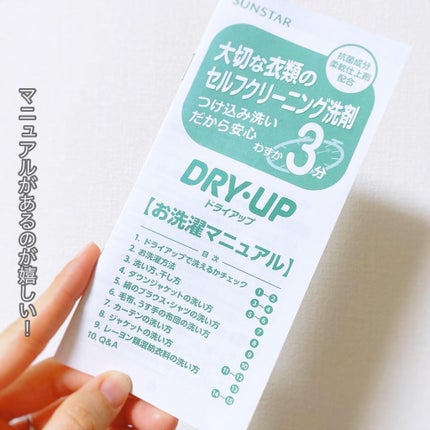 SUNSTAR
大切な衣類の
セルフクリーニング洗剤
抗菌成分
柔軟仕上剤
配合
つけ込み洗い
だから安心
わずか
3分
DRY・UP
ドライアップ
【お洗濯マニュアル】
目次
1. ドライアップで洗えるかチェック
2. お洗濯方法
3. 洗い方、干し方
4. ダウンジャケットの洗い方
5. 絹のブラウス・シャツの洗い方
6. 毛布、うす手の布団の洗い方
7. カーテンの洗い方
8. ジャケットの洗い方
9. レーヨン類混紡衣料の洗い方
10. Q&A
マニュアルがあるのが嬉しい！